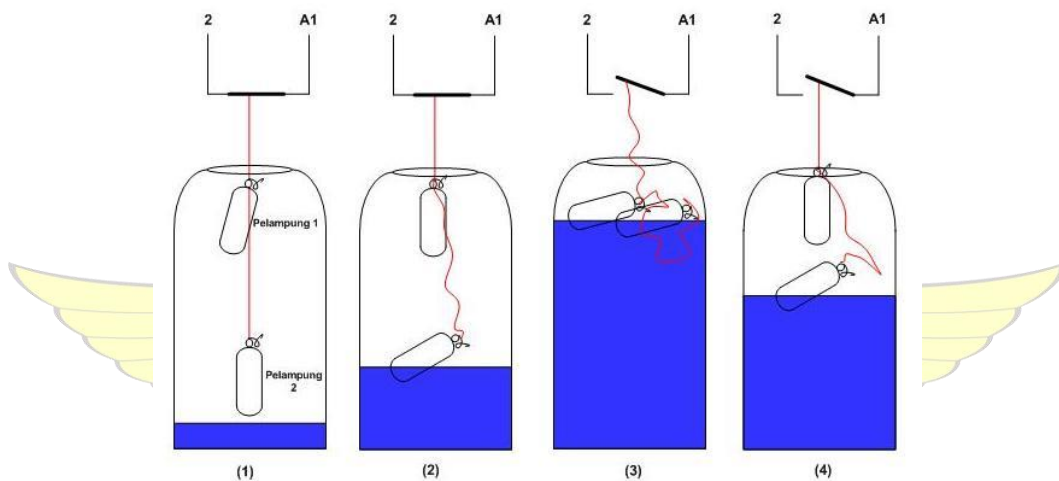 2 A1 2 A1 2 A1 2 A1
Pelampung 1
Pelampung
2
(1) (2) (3) (4)